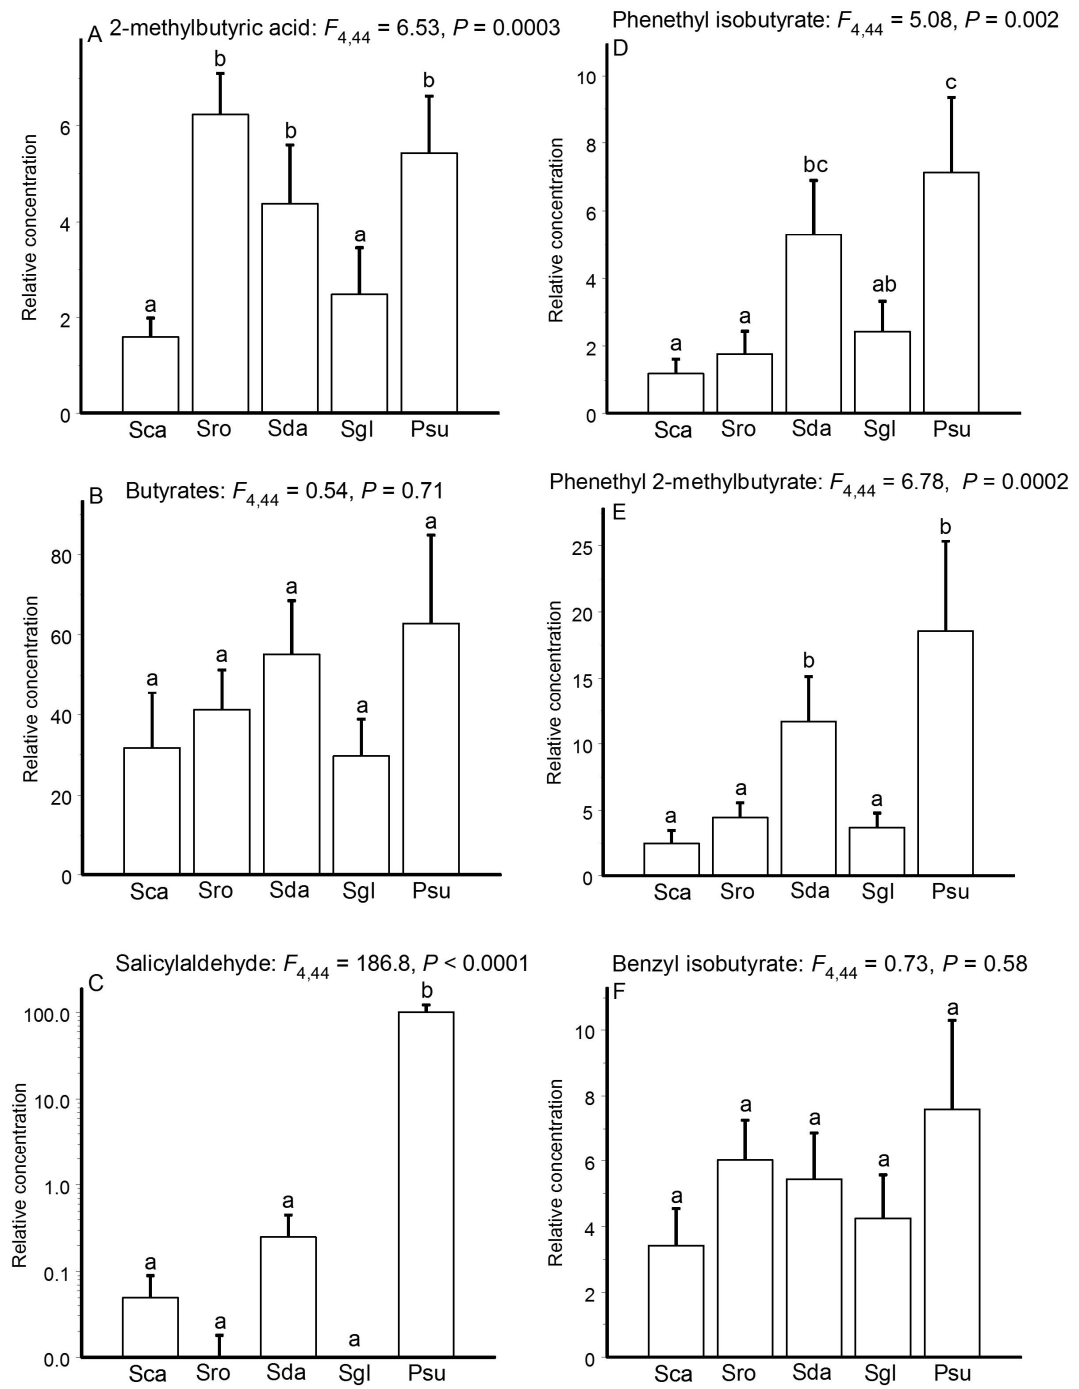 A 2-methylbutyric acid: F4,44 = 6.53, P = 0.0003
Relative concentration
6
4
2
0
a
b
b
a
b
Sca Sro Sda Sgl Psu
Phenethyl isobutyrate: F4,44 = 5.08, P = 0.002
D
Relative concentration
10
8
6
4
2
0
a
a
bc
ab
c
Sca Sro Sda Sgl Psu
B Butyrates: F4,44 = 0.54, P = 0.71
Relative concentration
80
60
40
20
0
a
a
a
a
a
Sca Sro Sda Sgl Psu
Phenethyl 2-methylbutyrate: F4,44 = 6.78, P = 0.0002
E
Relative concentration
25
20
15
10
5
0
a
a
b
a
b
Sca Sro Sda Sgl Psu
Salicylaldehyde: F4,44 = 186.8, P < 0.0001
C
Relative concentration
100.0
10.0
1.0
0.1
0.0
a
a
a
a
b
Sca Sro Sda Sgl Psu
Benzyl isobutyrate: F4,44 = 0.73, P = 0.58
F
Relative concentration
10
8
6
4
2
0
a
a
a
a
a
Sca Sro Sda Sgl Psu